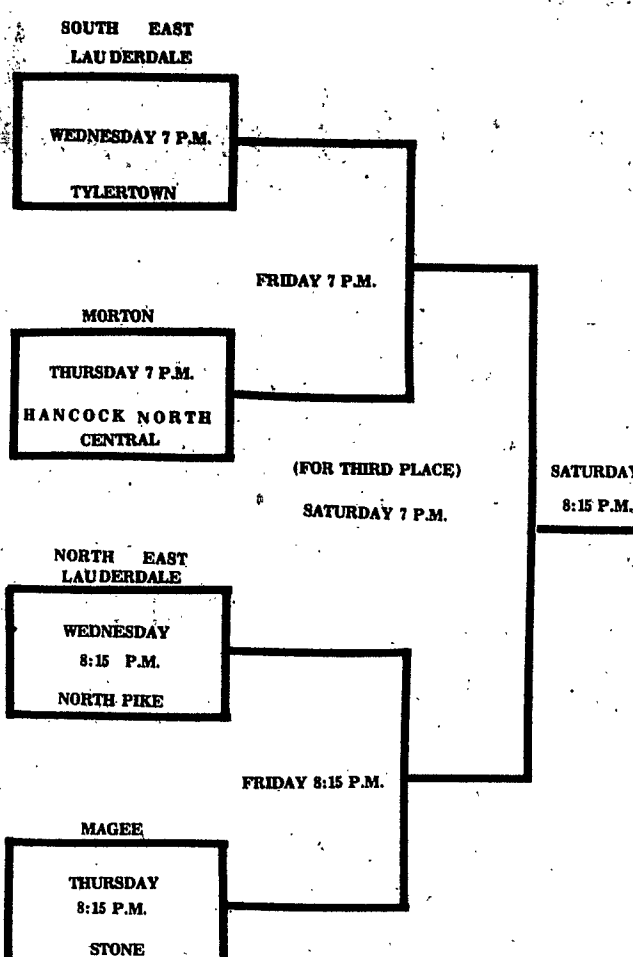 SOUTH EAST
LAUDERDALE
WEDNESDAY 7 P.M.
TYLERTOWN
FRIDAY 7 P.M.
MORTON
THURSDAY 7 P.M.
HANCOCK NORTH
CENTRAL
(FOR THIRD PLACE)
SATURDAY 7 P.M.
SATURDAY
8:15 P.M.
NORTH EAST
LAUDERDALE
WEDNESDAY
8:15 P.M.
NORTH PIKE
FRIDAY 8:15 P.M.
MAGEE
THURSDAY
8:15 P.M.
STONE